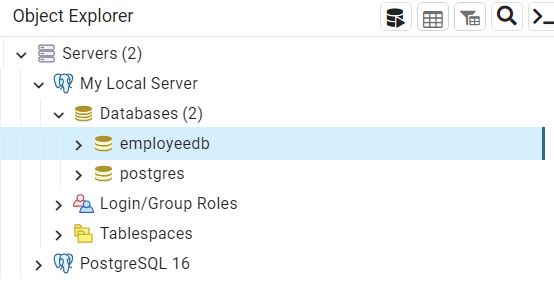 Object Explorer
Servers (2)
My Local Server
Databases (2)
employeedb
postgres
Login/Group Roles
Tablespaces
PostgreSQL 16